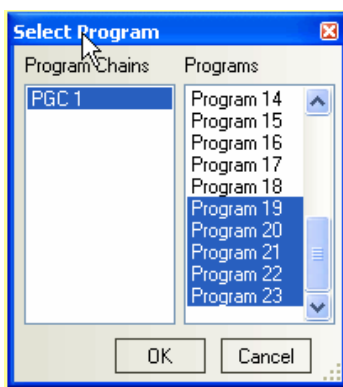 Select Program
Program Chains Programs
PGC 1
Program 14
Program 15
Program 16
Program 17
Program 18
Program 19
Program 20
Program 21
Program 22
Program 23
OK Cancel